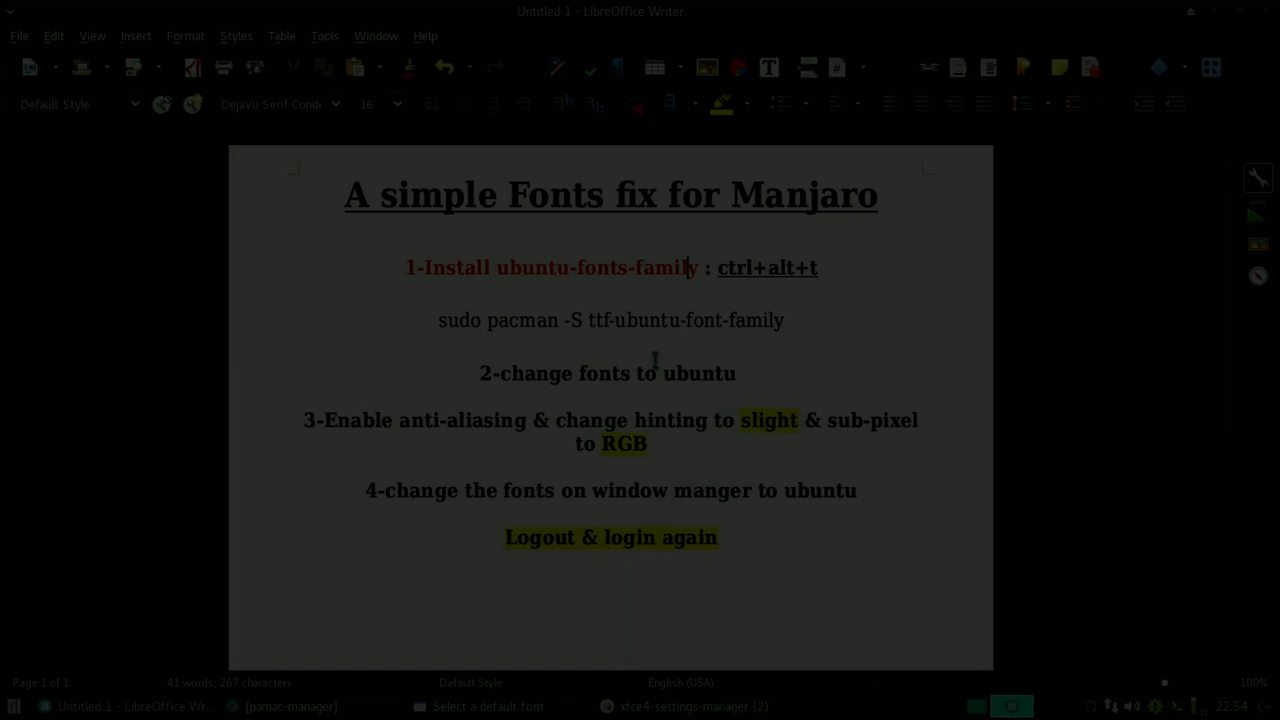 Untitled 1 - LibreOffice Writer
File Edit View Insert Format Styles Table Tools Window Help
Default Style DejaVu Serif Cond 16
A simple Fonts fix for Manjaro
1-Install ubuntu-fonts-family : ctrl+alt+t
sudo pacman -S ttf-ubuntu-font-family
2-change fonts to ubuntu
3-Enable anti-aliasing & change hinting to slight & sub-pixel
to RGB
4-change the fonts on window manger to ubuntu
Logout & login again
Page 1 of 1 41 words, 267 characters Default Style English (USA) 100%
Untitled 1 - LibreOffice Wr... [pamac-manager] Select a default font xfce4-settings-manager (2) 22:54